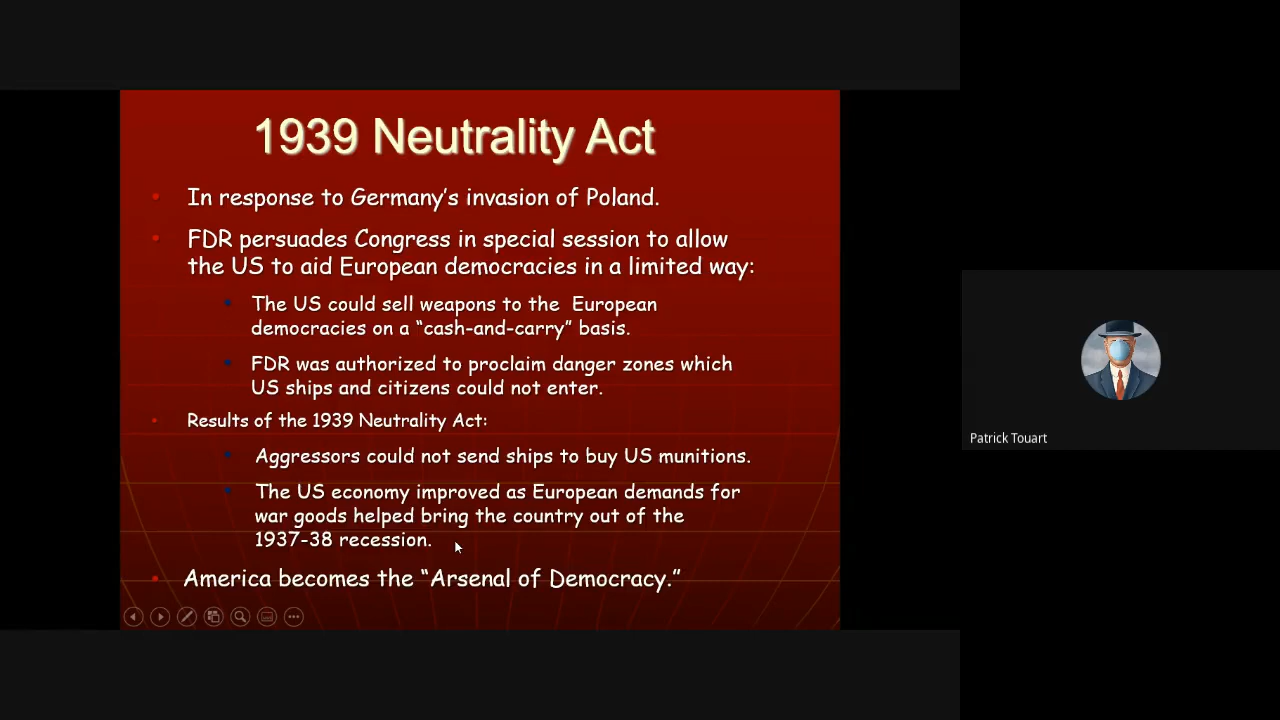 1939 Neutrality Act
In response to Germany's invasion of Poland.
FDR persuades Congress in special session to allow
the US to aid European democracies in a limited way:
The US could sell weapons to the  European
democracies on a “cash-and-carry” basis.
FDR was authorized to proclaim danger zones which
US ships and citizens could not enter.
Results of the 1939 Neutrality Act:
Aggressors could not send ships to buy US munitions.
The US economy improved as European demands for
war goods helped bring the country out of the
1937-38 recession.
America becomes the “Arsenal of Democracy.”
Patrick Touart